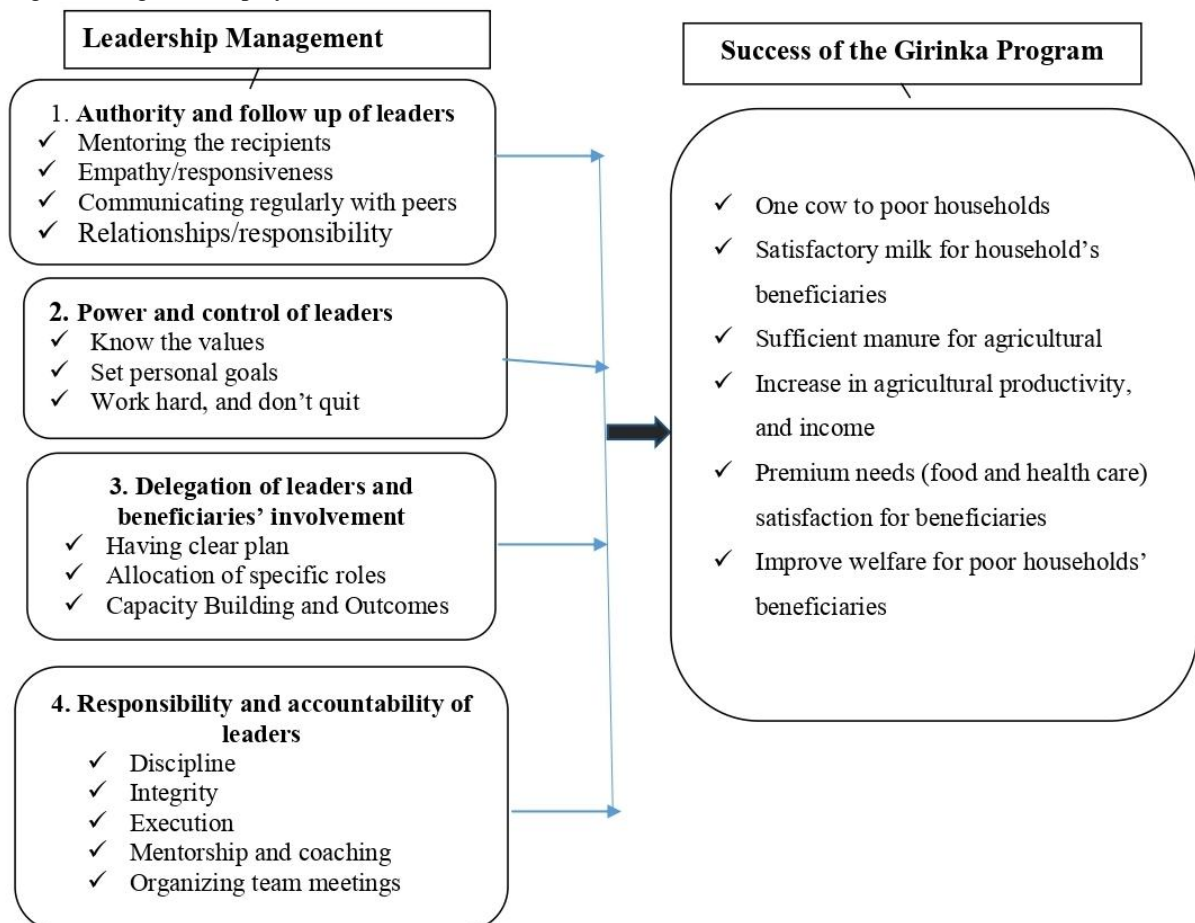 Leadership Management
1. Authority and follow up of leaders
✓ Mentoring the recipients
✓ Empathy/responsiveness
✓ Communicating regularly with peers
✓ Relationships/responsibility
2. Power and control of leaders
✓ Know the values
✓ Set personal goals
✓ Work hard, and don’t quit
3. Delegation of leaders and
beneficiaries’ involvement
✓ Having clear plan
✓ Allocation of specific roles
✓ Capacity Building and Outcomes
4. Responsibility and accountability of
leaders
✓ Discipline
✓ Integrity
✓ Execution
✓ Mentorship and coaching
✓ Organizing team meetings
Success of the Girinka Program
✓ One cow to poor households
✓ Satisfactory milk for household’s
beneficiaries
✓ Sufficient manure for agricultural
✓ Increase in agricultural productivity,
and income
✓ Premium needs (food and health care)
satisfaction for beneficiaries
✓ Improve welfare for poor households’
beneficiaries